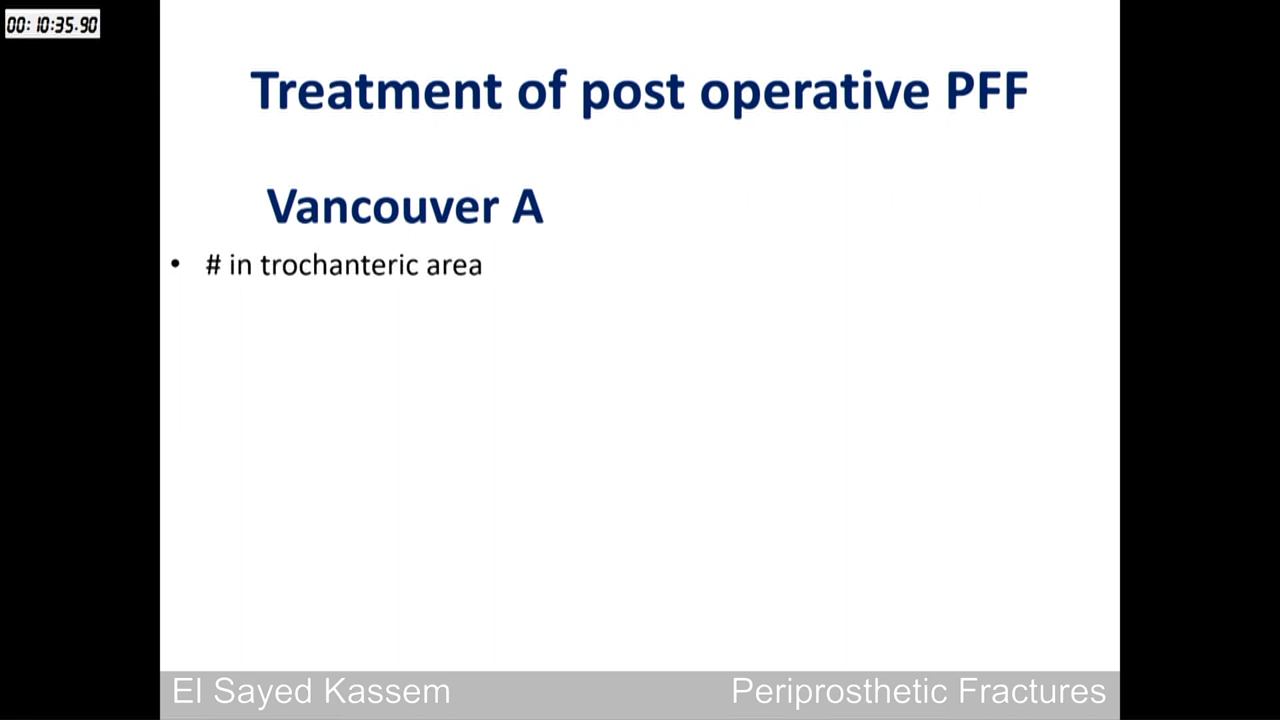 00:10:35.90
Treatment of post operative PFF
Vancouver A
• # in trochanteric area
El Sayed Kassem
Periprosthetic Fractures